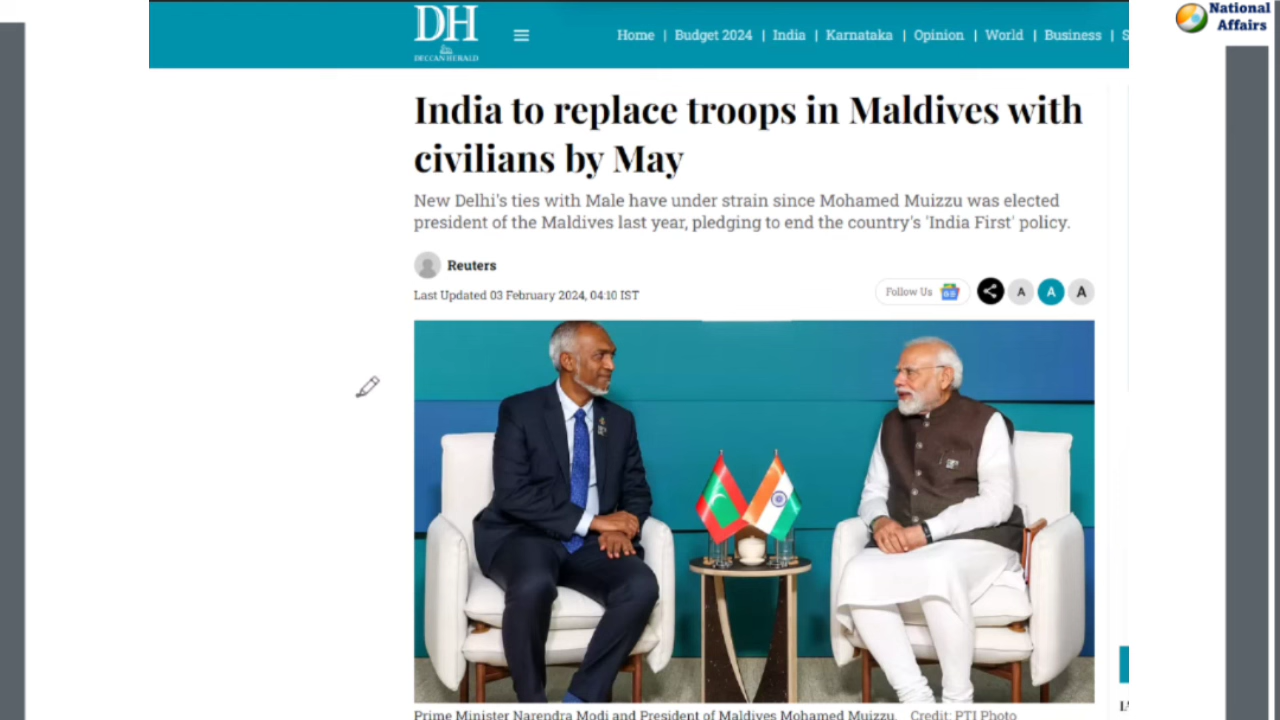 National
Affairs
DH
DECCAN HERALD
Home | Budget 2024 | India | Karnataka | Opinion | World | Business | S
India to replace troops in Maldives with
civilians by May
New Delhi's ties with Male have under strain since Mohamed Muizzu was elected
president of the Maldives last year, pledging to end the country's 'India First' policy.
Reuters
Last Updated 03 February 2024, 04:10 IST
Follow Us
A A A
Prime Minister Narendra Modi and President of Maldives Mohamed Muizzu. Credit: PTI Photo